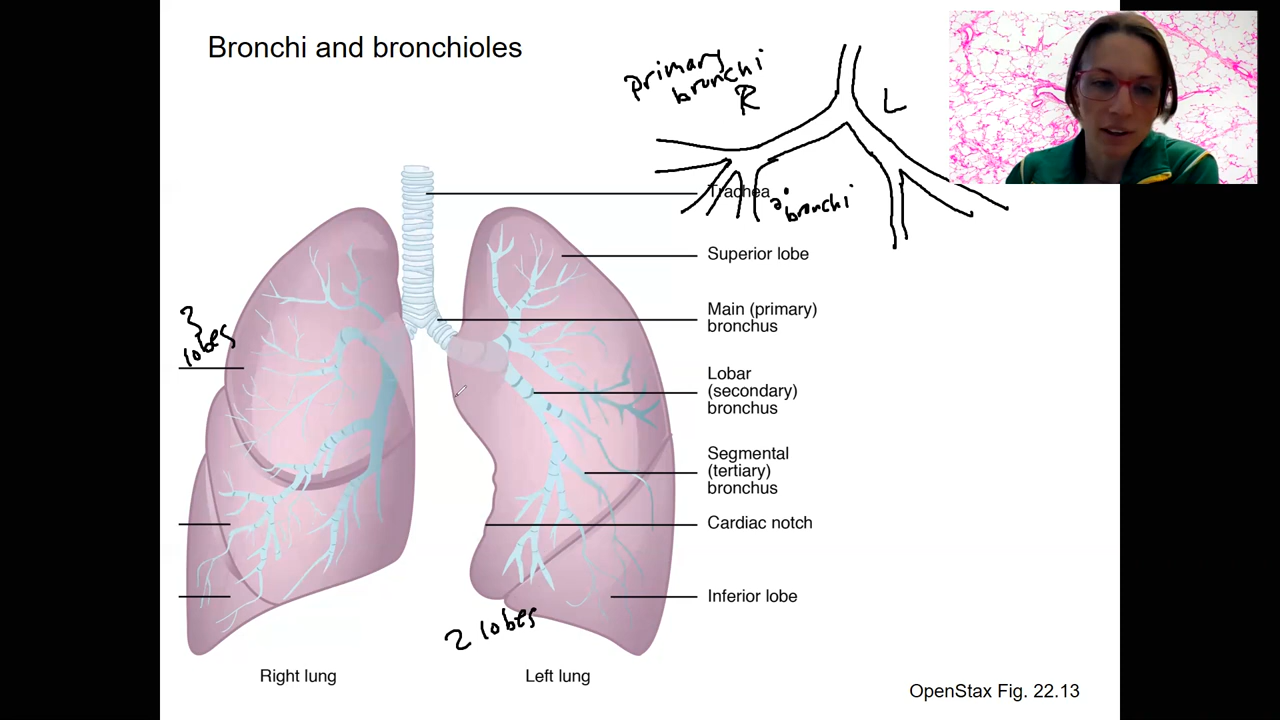 Bronchi and bronchioles
primary
bronchi
R
L
Trachea
2° bronchi
Superior lobe
Main (primary)
bronchus
3
lobes
Lobar
(secondary)
bronchus
Segmental
(tertiary)
bronchus
Cardiac notch
Inferior lobe
2 lobes
Right lung
Left lung
OpenStax Fig. 22.13